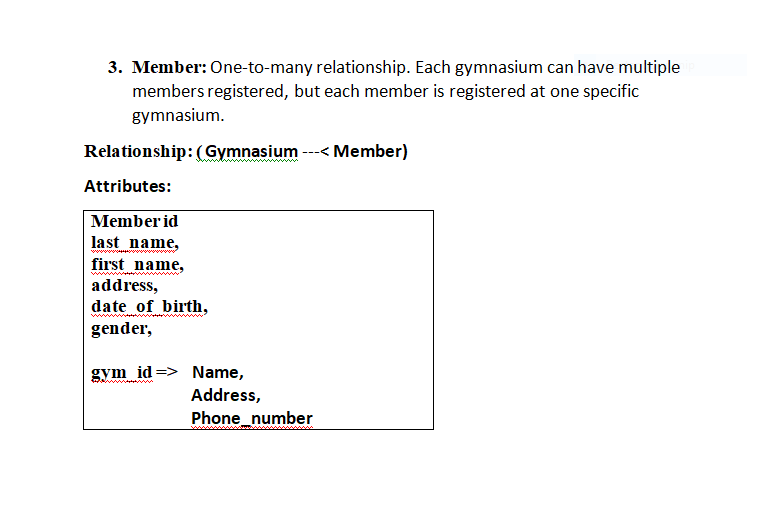 3. Member: One-to-many relationship. Each gymnasium can have multiple
members registered, but each member is registered at one specific
gymnasium.
Relationship: (Gymnasium ---< Member)
Attributes:
Member id
last_name,
first_name,
address,
date_of_birth,
gender,
gym_id => Name,
Address,
Phone_number